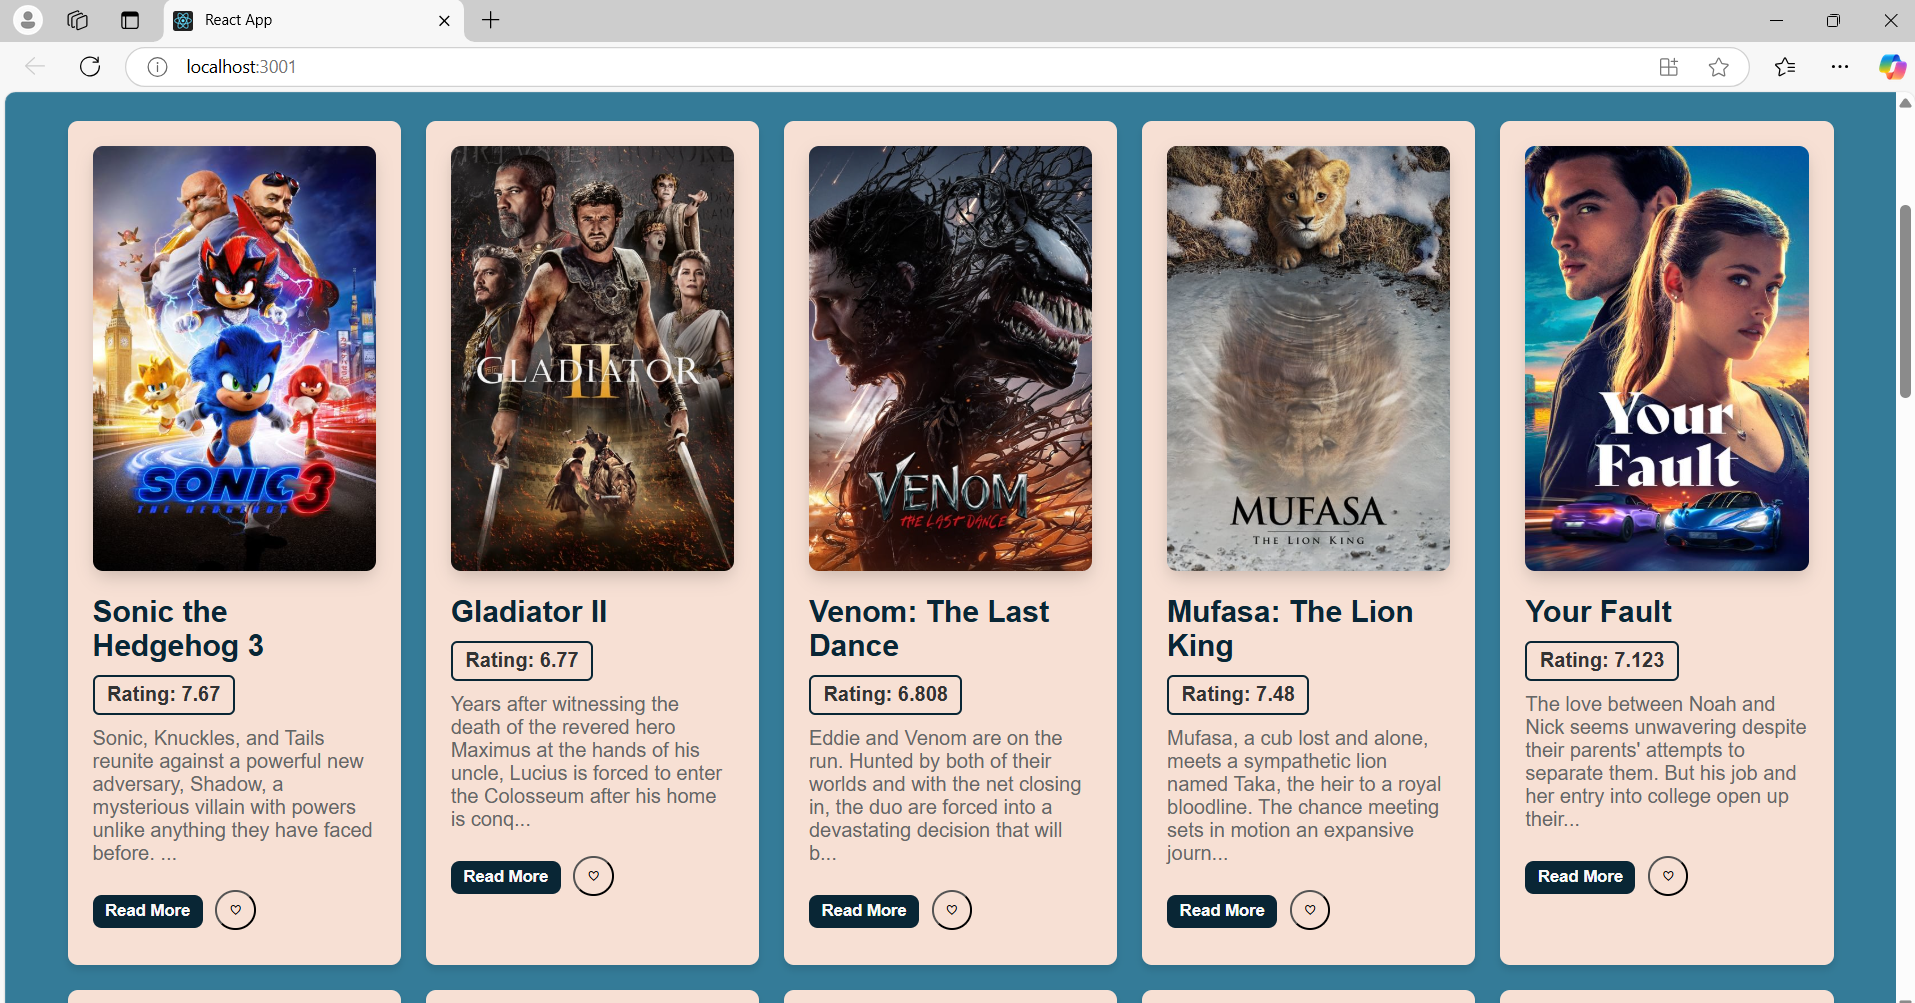 React App
localhost:3001
SONIC 3
THE HEDGEHOG
GLADIATOR
II
VENOM
THE LAST DANCE
MUFASA
THE LION KING
Your
Fault
Sonic the
Hedgehog 3
Rating: 7.67
Sonic, Knuckles, and Tails
reunite against a powerful new
adversary, Shadow, a
mysterious villain with powers
unlike anything they have faced
before. ...
Read More
Gladiator II
Rating: 6.77
Years after witnessing the
death of the revered hero
Maximus at the hands of his
uncle, Lucius is forced to enter
the Colosseum after his home
is conq...
Read More
Venom: The Last
Dance
Rating: 6.808
Eddie and Venom are on the
run. Hunted by both of their
worlds and with the net closing
in, the duo are forced into a
devastating decision that will
b...
Read More
Mufasa: The Lion
King
Rating: 7.48
Mufasa, a cub lost and alone,
meets a sympathetic lion
named Taka, the heir to a royal
bloodline. The chance meeting
sets in motion an expansive
journ...
Read More
Your Fault
Rating: 7.123
The love between Noah and
Nick seems unwavering despite
their parents' attempts to
separate them. But his job and
her entry into college open up
their...
Read More